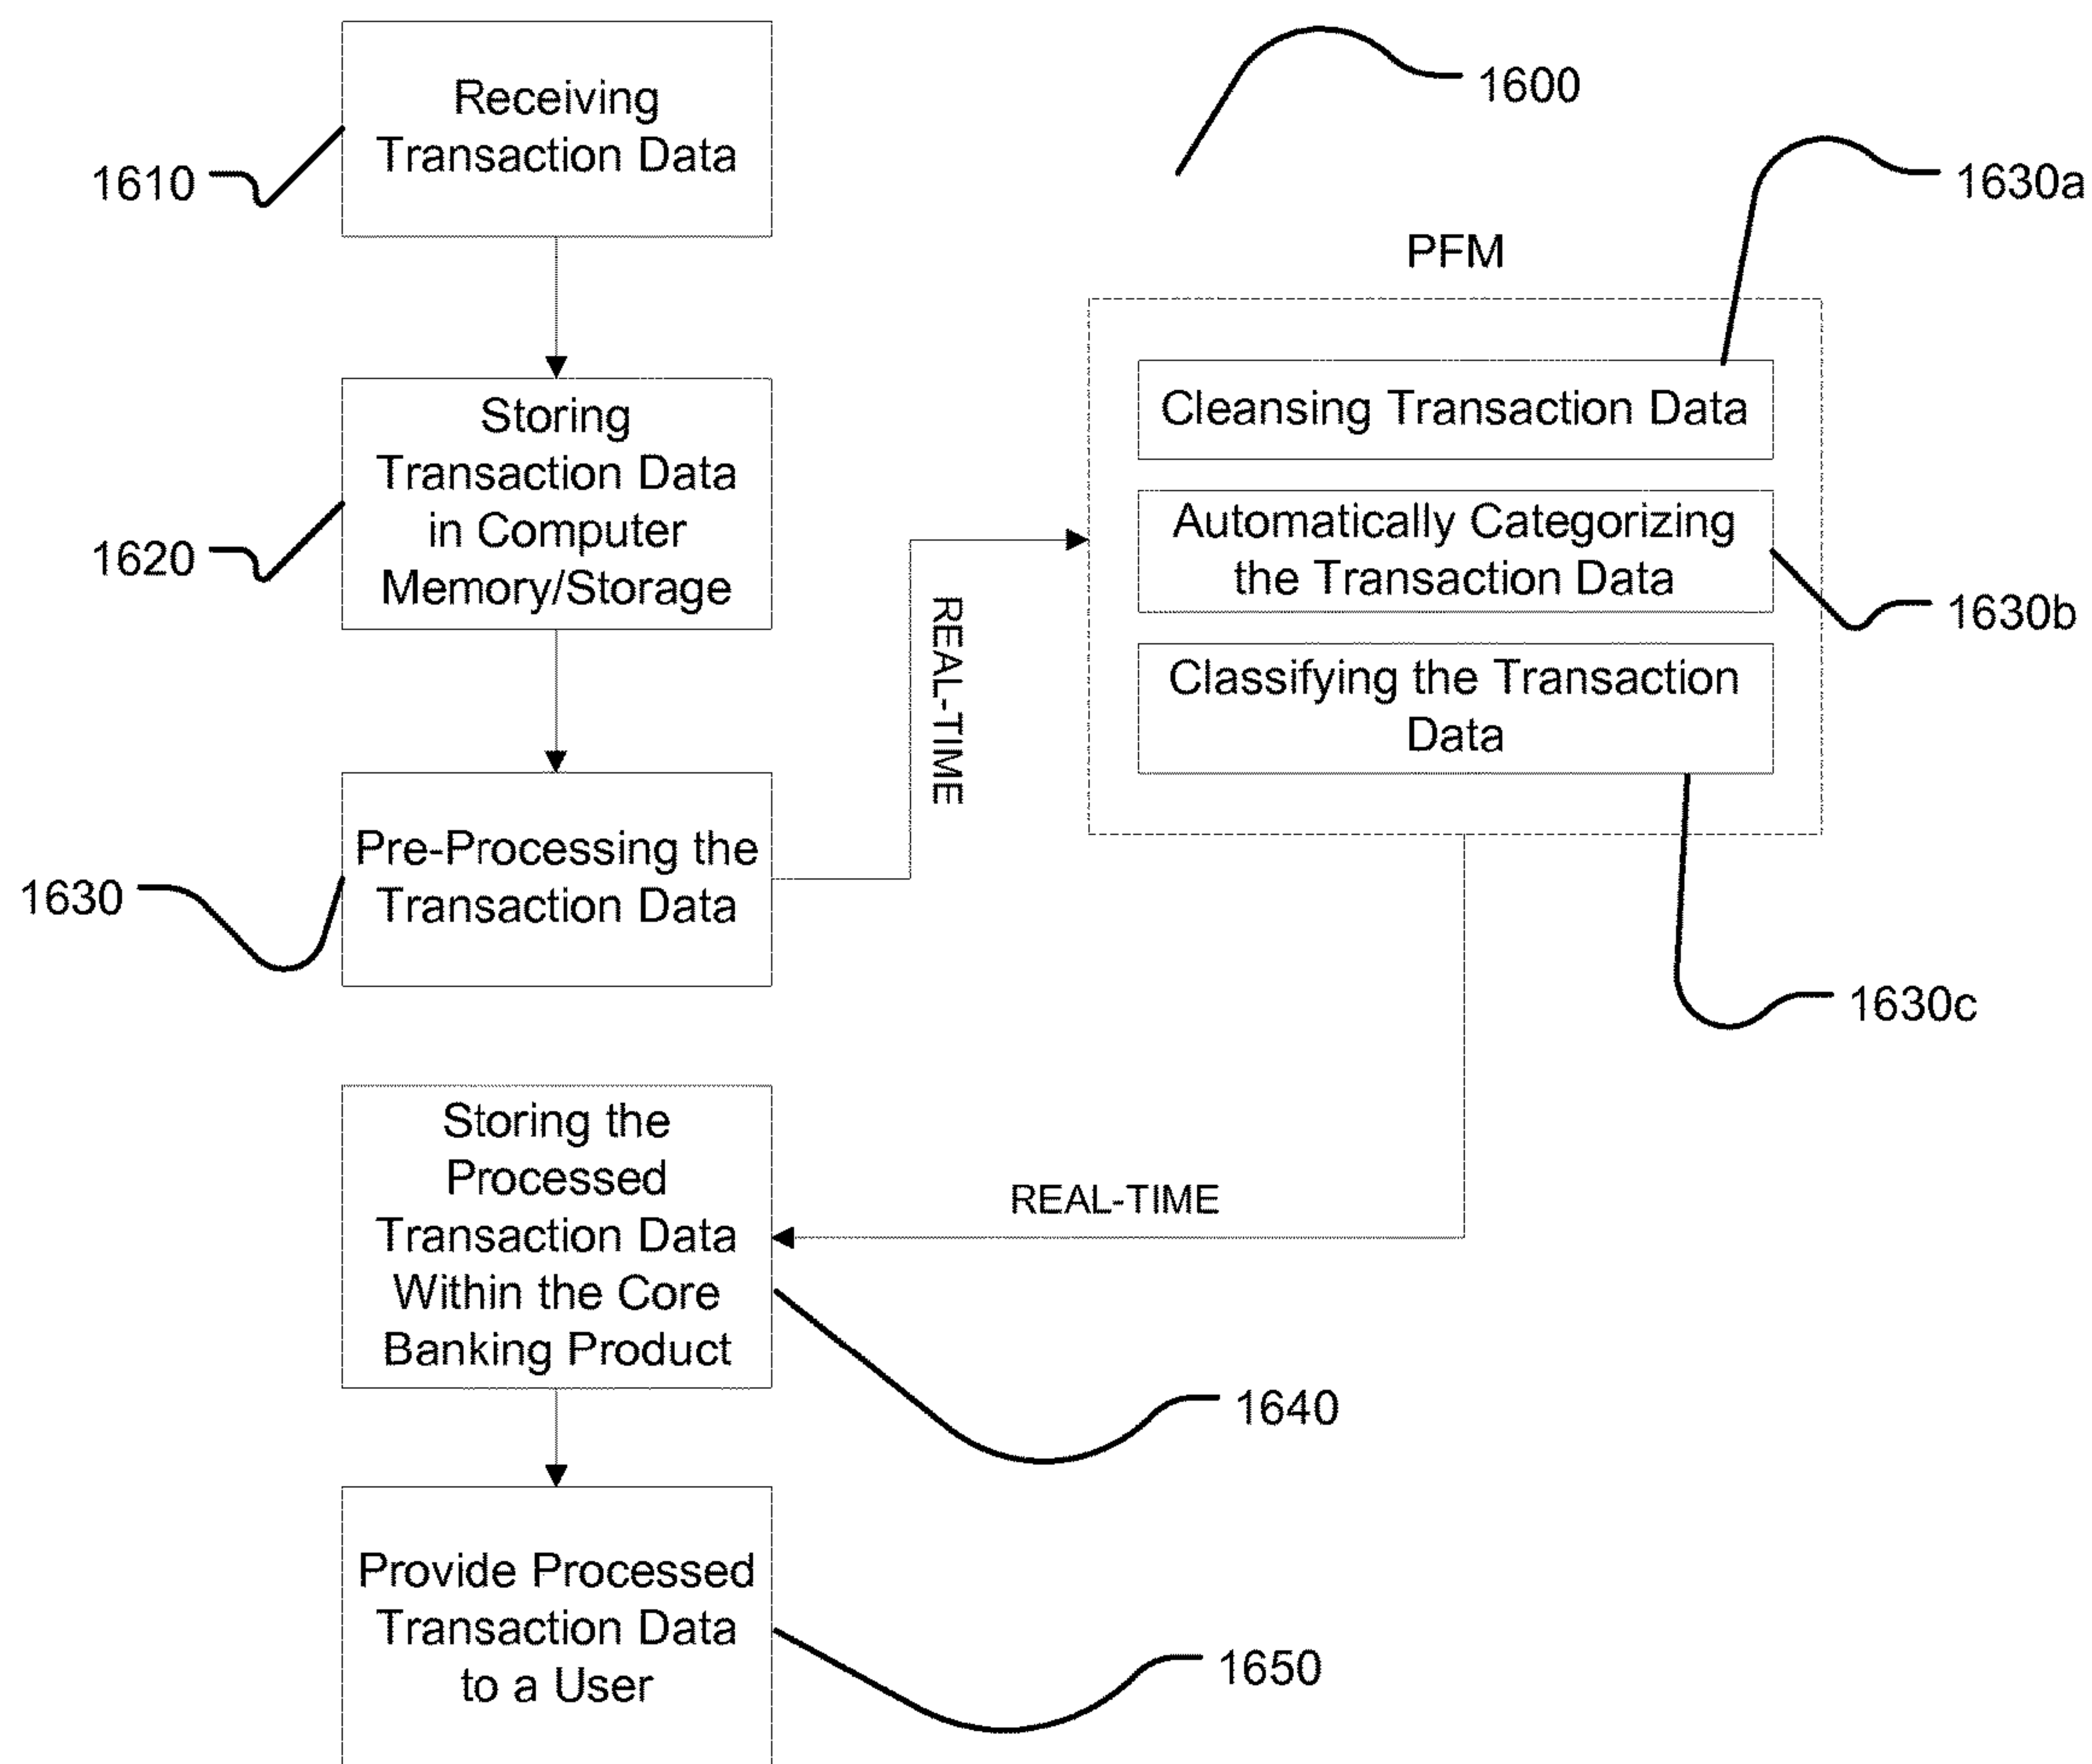 Receiving
Transaction Data
1610
1600
1630a
PFM
Storing
Transaction Data
in Computer
Memory/Storage
1620
REAL-TIME
Cleansing Transaction Data
Automatically Categorizing
the Transaction Data
1630b
Classifying the Transaction
Data
Pre-Processing the
Transaction Data
1630
1630c
Storing the
Processed
Transaction Data
Within the Core
Banking Product
REAL-TIME
1640
Provide Processed
Transaction Data
to a User
1650